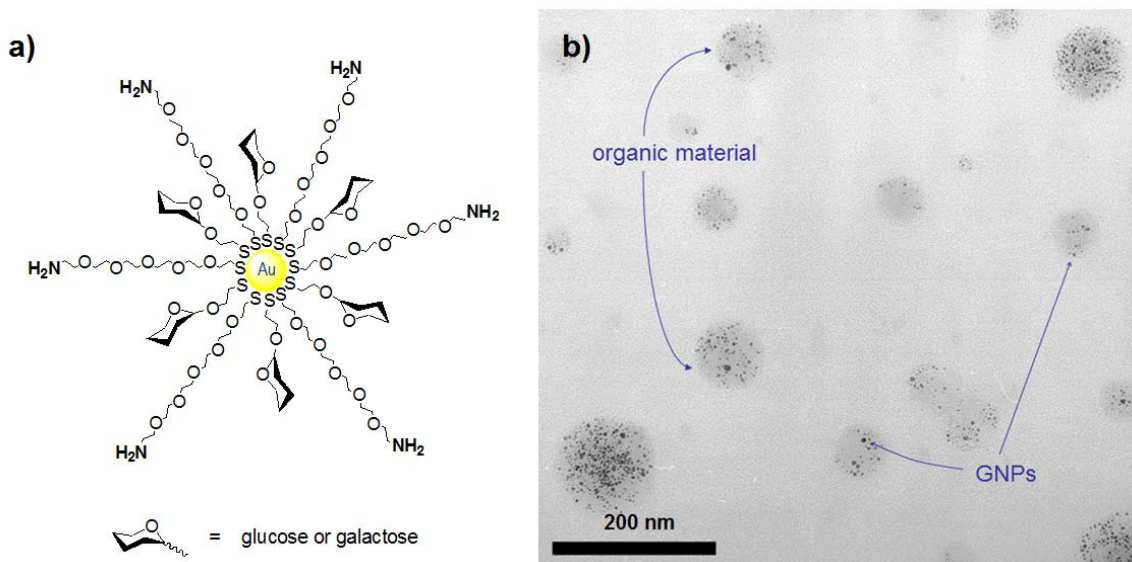 a)
H₂N
H₂N
NH₂
H₂N
Au
H₂N
NH₂
O
= glucose or galactose
b)
organic material
GNPs
200 nm